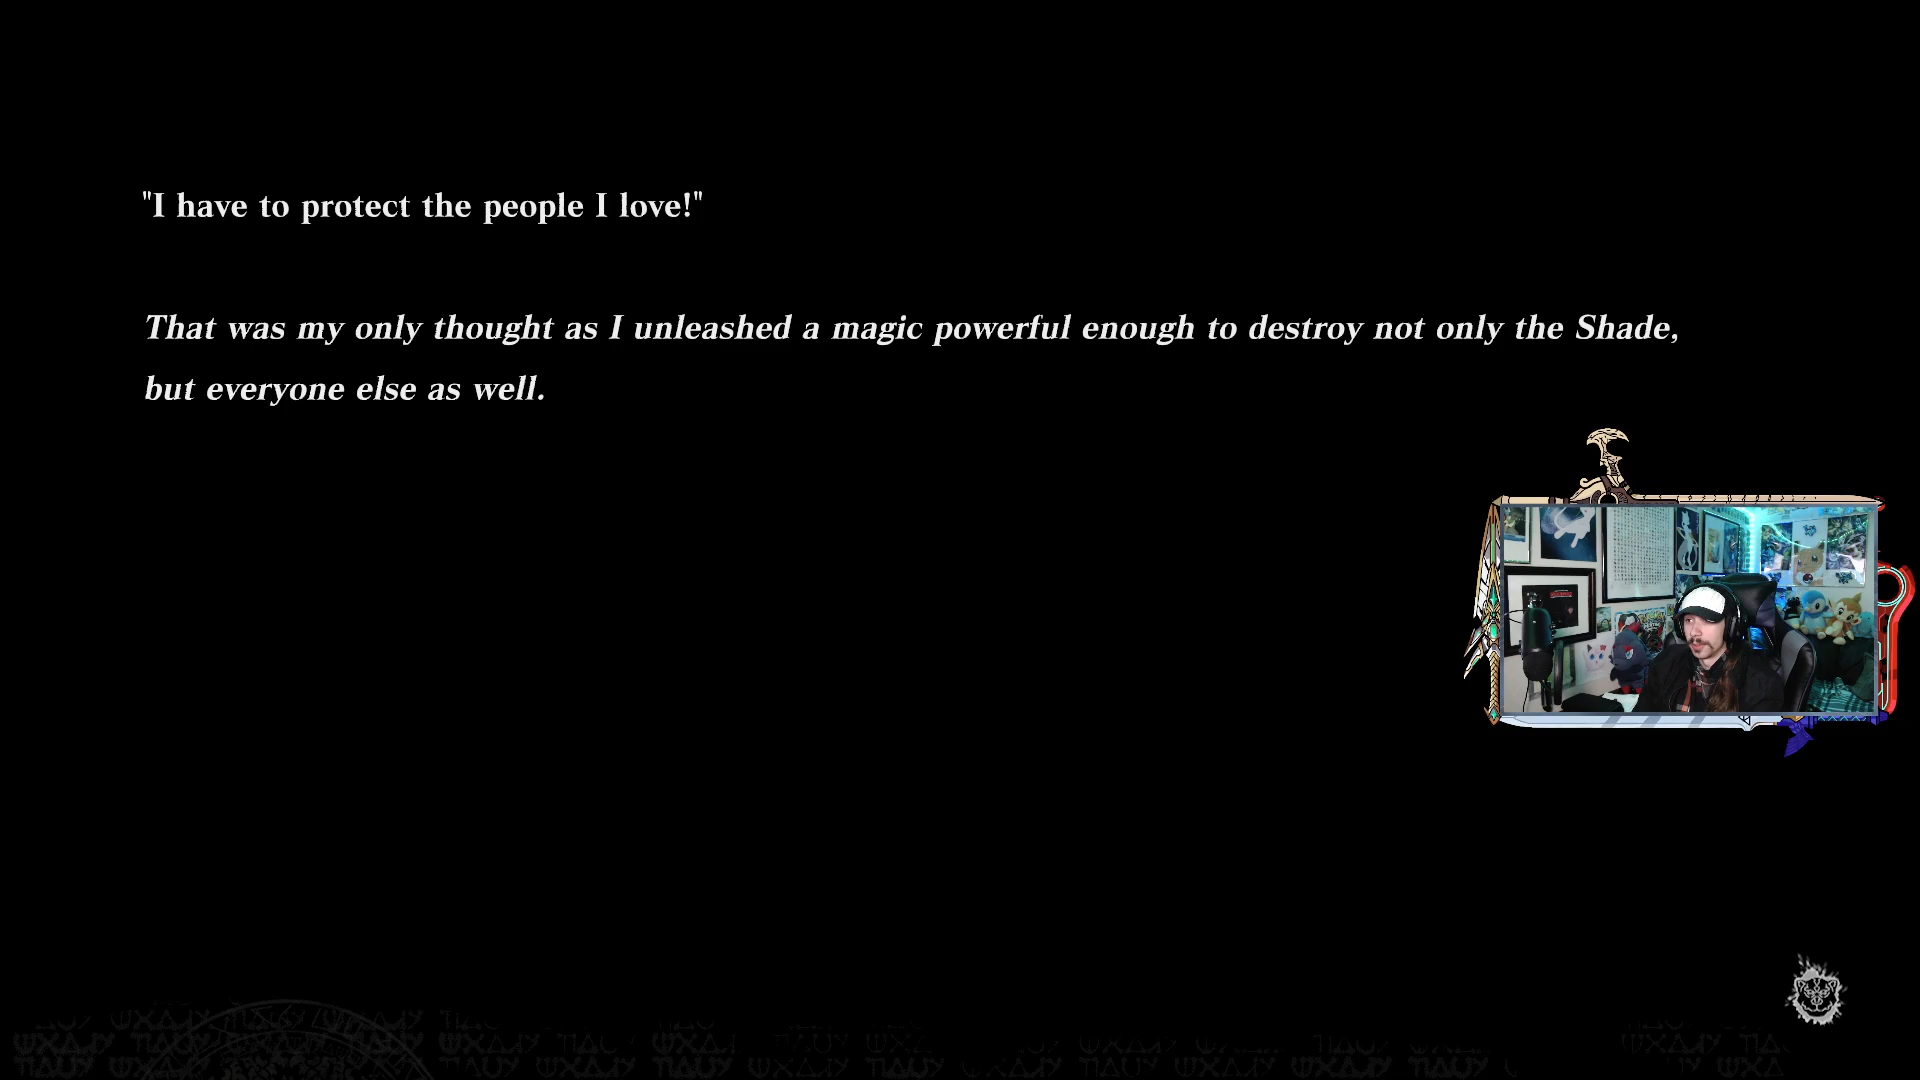 "I have to protect the people I love!"
That was my only thought as I unleashed a magic powerful enough to destroy not only the Shade,
but everyone else as well.